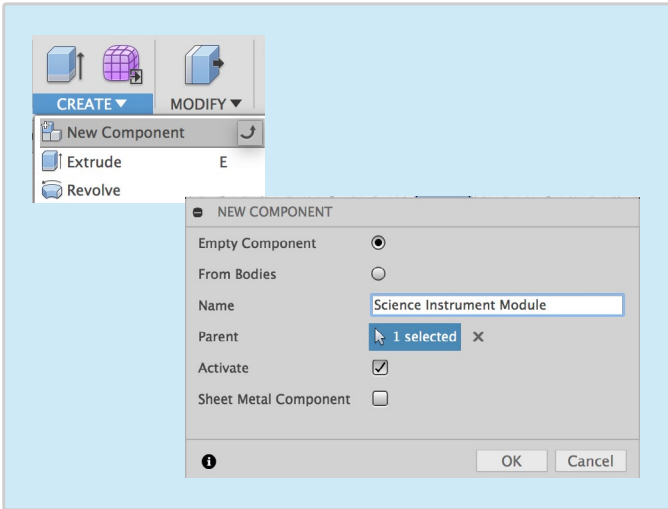 CREATE ▼ MODIFY ▼
New Component
Extrude E
Revolve
NEW COMPONENT
Empty Component
From Bodies
Name Science Instrument Module
Parent 1 selected ×
Activate
Sheet Metal Component
OK Cancel